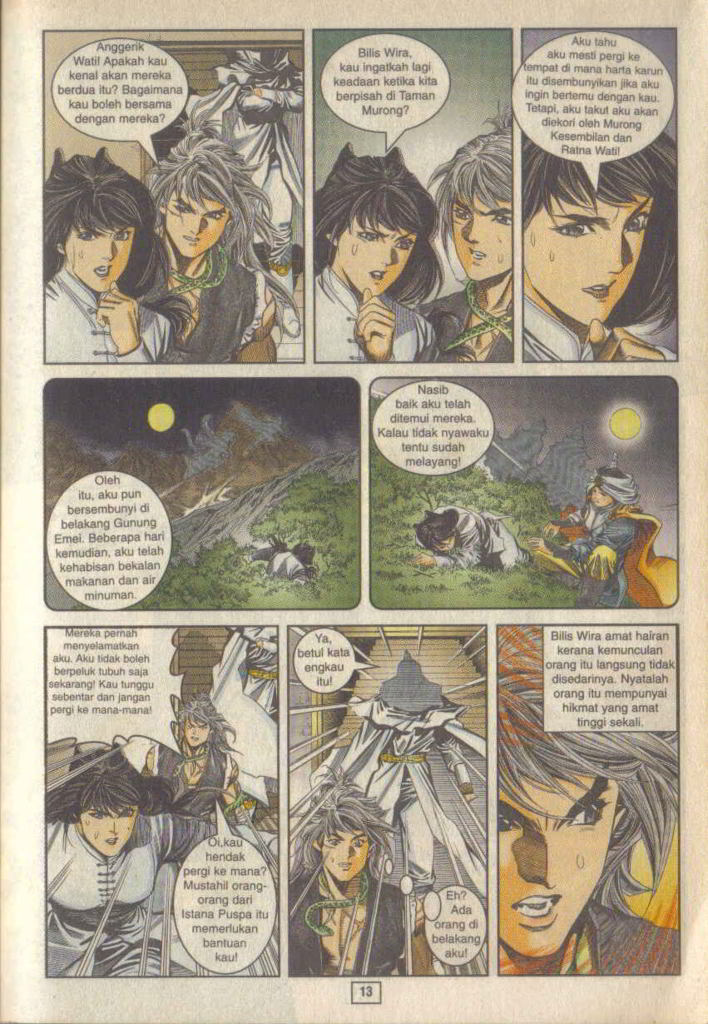 Anggerik
Wati! Apakah kau
kenal akan mereka
berdua itu? Bagaimana
kau boleh bersama
dengan mereka?
Bilis Wira,
kau ingatkah lagi
keadaan ketika kita
berpisah di Taman
Murong?
Aku tahu
aku mesti pergi ke
tempat di mana harta karun
itu disembunyikan jika aku
ingin bertemu dengan kau.
Tetapi, aku takut aku akan
diekori oleh Murong
Kesembilan dan
Ratna Wati!
Oleh
itu, aku pun
bersembunyi di
belakang Gunung
Emei. Beberapa hari
kemudian, aku telah
kehabisan bekalan
makanan dan air
minuman.
Nasib
baik aku telah
ditemui mereka.
Kalau tidak nyawaku
tentu sudah
melayang!
Mereka pernah
menyelamatkan
aku. Aku tidak boleh
berpeluk tubuh saja
sekarang! Kau tunggu
sebentar dan jangan
pergi ke mana-mana!
Oi,kau
hendak
pergi ke mana?
Mustahil orang-
orang dari
Istana Puspa itu
memerlukan
bantuan
kau!
Ya,
betul kata
engkau
itu!
Eh?
Ada
orang di
belakang
aku!
Bilis Wira amat hairan
kerana kemunculan
orang itu langsung tidak
disedarinya. Nyatalah
orang itu mempunyai
hikmat yang amat
tinggi sekali.
13